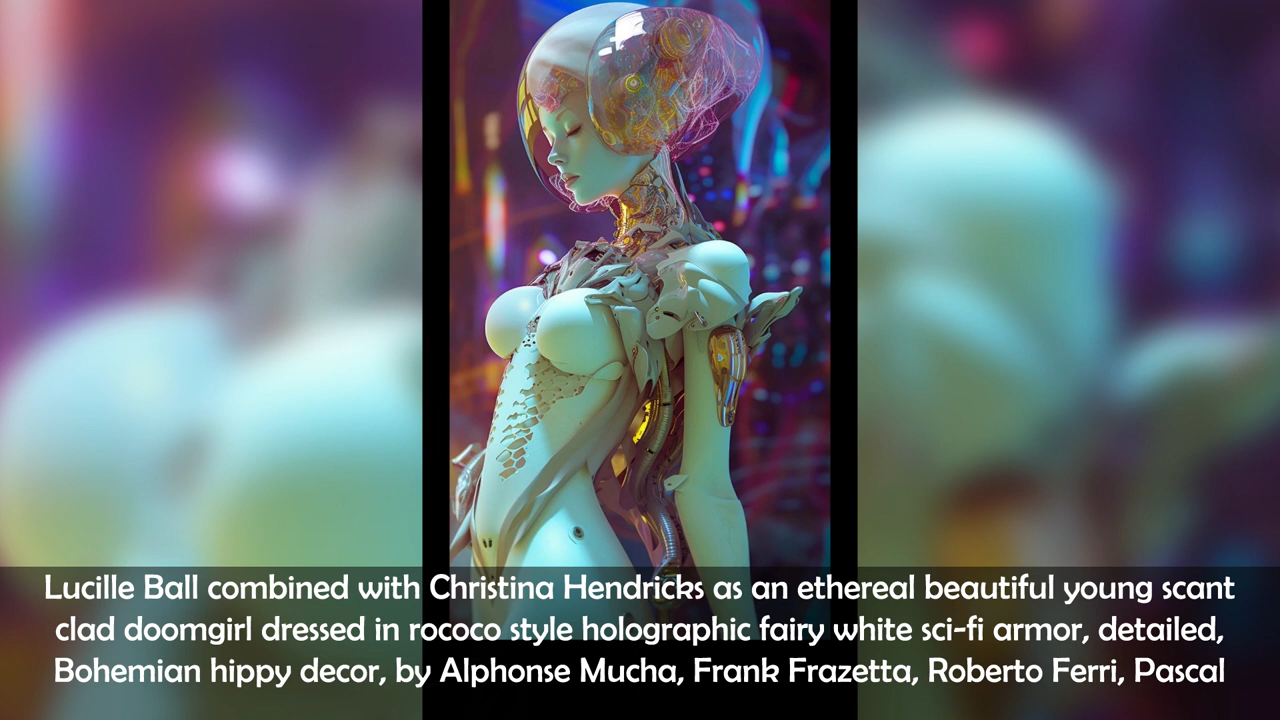 Lucille Ball combined with Christina Hendricks as an ethereal beautiful young scant
clad doomgirl dressed in rococo style holographic fairy white sci-fi armor, detailed,
Bohemian hippy decor, by Alphonse Mucha, Frank Frazetta, Roberto Ferri, Pascal